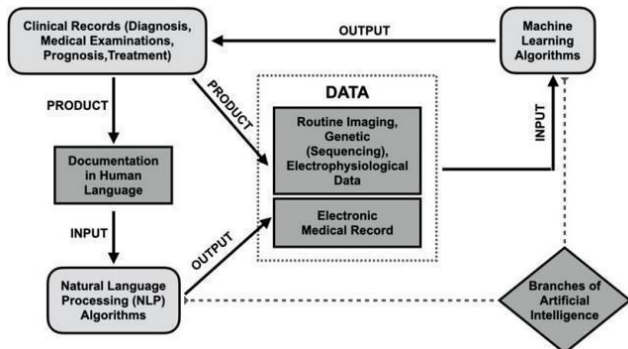 Clinical Records (Diagnosis,
Medical Examinations,
Prognosis,Treatment)
OUTPUT
Machine
Learning
Algorithms
PRODUCT
PRODUCT
DATA
Routine Imaging,
Genetic
(Sequencing),
Electrophysiological
Data
INPUT
Documentation
in Human
Language
Electronic
Medical Record
INPUT
OUTPUT
Natural Language
Processing (NLP)
Algorithms
Branches of
Artificial
Intelligence